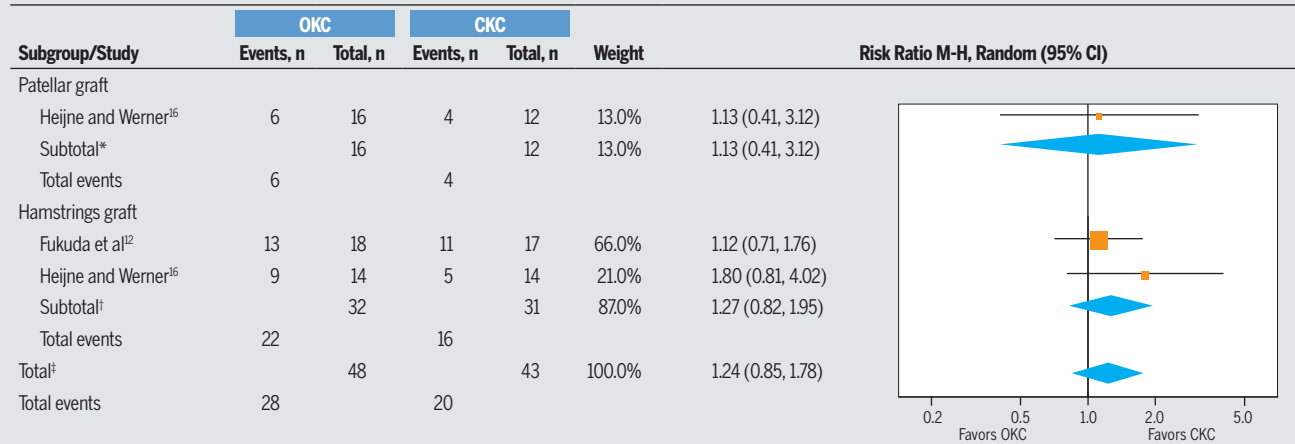 OKC CKC
Subgroup/Study Events, n Total, n Events, n Total, n Weight Risk Ratio M-H, Random (95% CI)
Patellar graft
Heijne and Werner¹⁶ 6 16 4 12 13.0% 1.13 (0.41, 3.12)
Subtotal* 16 12 13.0% 1.13 (0.41, 3.12)
Total events 6 4
Hamstrings graft
Fukuda et al¹² 13 18 11 17 66.0% 1.12 (0.71, 1.76)
Heijne and Werner¹⁶ 9 14 5 14 21.0% 1.80 (0.81, 4.02)
Subtotal† 32 31 87.0% 1.27 (0.82, 1.95)
Total events 22 16
Total‡ 48 43 100.0% 1.24 (0.85, 1.78)
Total events 28 20
0.2 0.5 1.0 2.0 5.0
Favors OKC Favors CKC